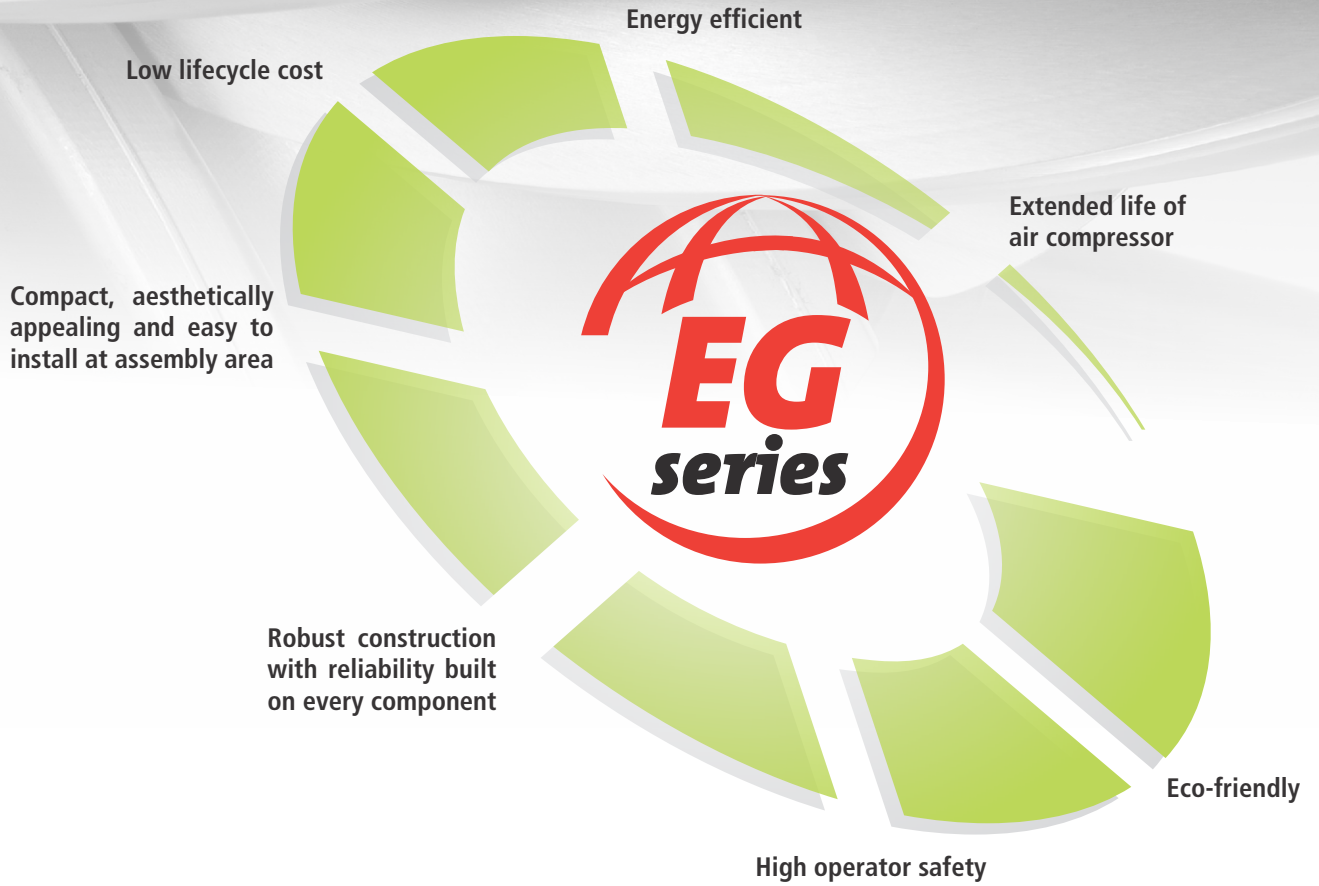 Energy efficient
Low lifecycle cost
Extended life of
air compressor
Compact, aesthetically
appealing and easy to
install at assembly area
EG
series
Robust construction
with reliability built
on every component
Eco-friendly
High operator safety